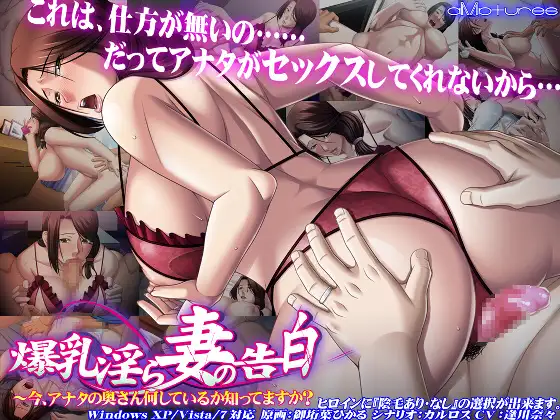 dMpictures
これは、仕方が無いの……
だってアナタがセックスしてくれないから…
爆乳淫ら妻の告白
～今、アナタの奥さん何しているか知ってますか？
ヒロインに『陰毛あり・なし』の選択が出来ます
Windows XP/Vista/7対応 原画：御珩菜ひかる シナリオ：カルロス CV：逢川奈々